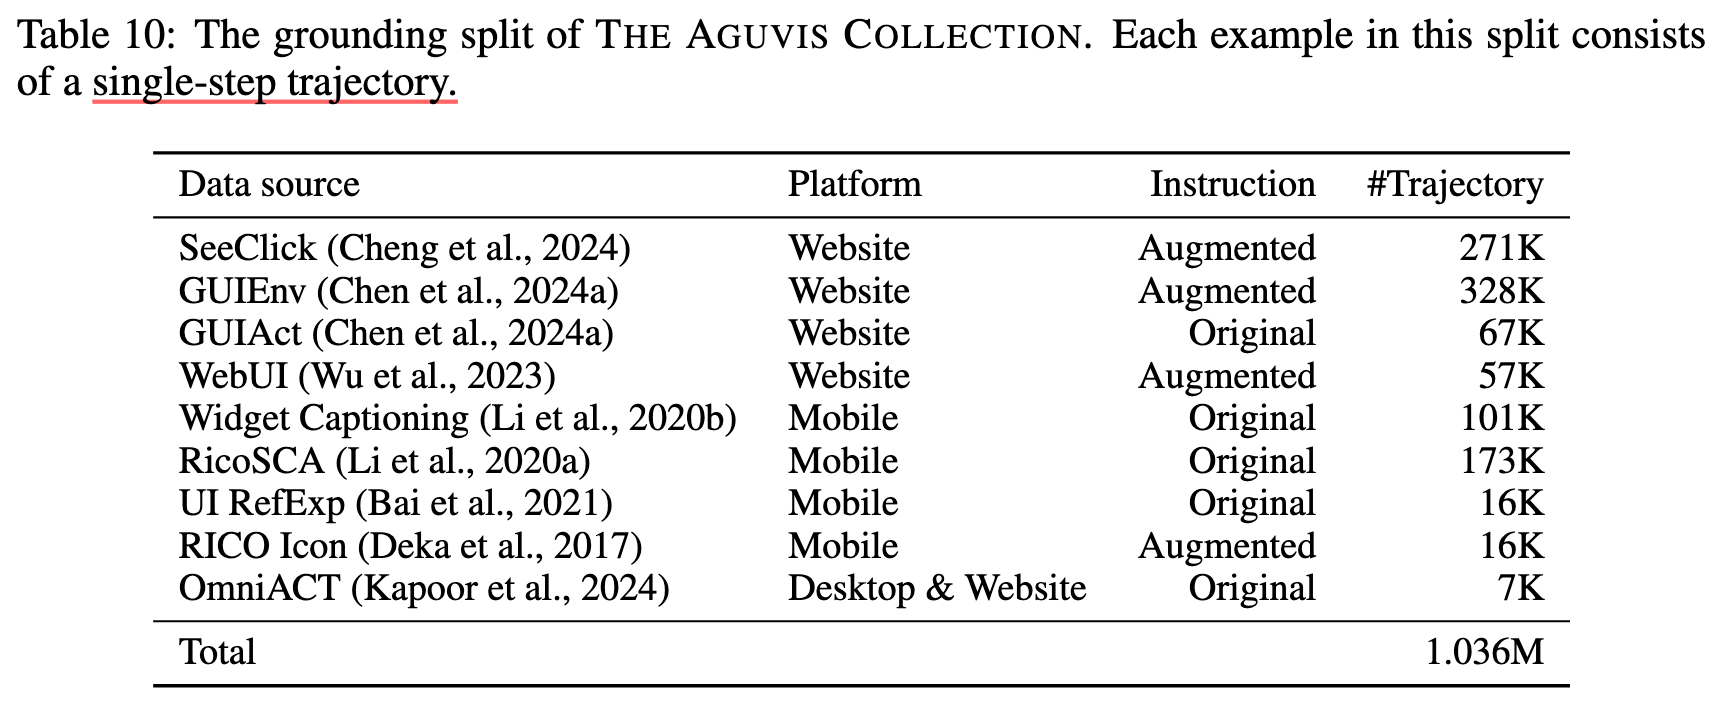 Table 10: The grounding split of THE AGUVIS COLLECTION. Each example in this split consists
of a single-step trajectory.
Data source Platform Instruction #Trajectory
SeeClick (Cheng et al., 2024) Website Augmented 271K
GUIEnv (Chen et al., 2024a) Website Augmented 328K
GUIAct (Chen et al., 2024a) Website Original 67K
WebUI (Wu et al., 2023) Website Augmented 57K
Widget Captioning (Li et al., 2020b) Mobile Original 101K
RicoSCA (Li et al., 2020a) Mobile Original 173K
UI RefExp (Bai et al., 2021) Mobile Original 16K
RICO Icon (Deka et al., 2017) Mobile Augmented 16K
OmniACT (Kapoor et al., 2024) Desktop & Website Original 7K
Total 1.036M